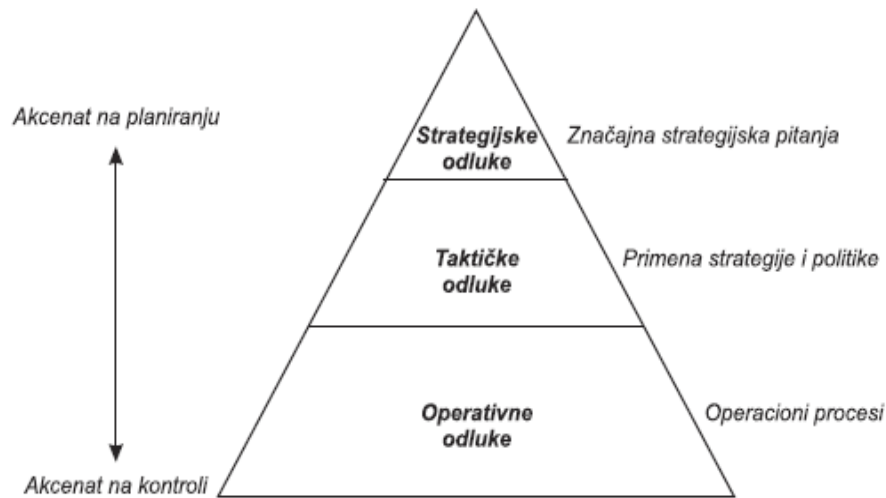 Akcenat na planiranju
Strategijske
odluke
Značajna strategijska pitanja
Taktičke
odluke
Primena strategije i politike
Operativne
odluke
Operacioni procesi
Akcenat na kontroli